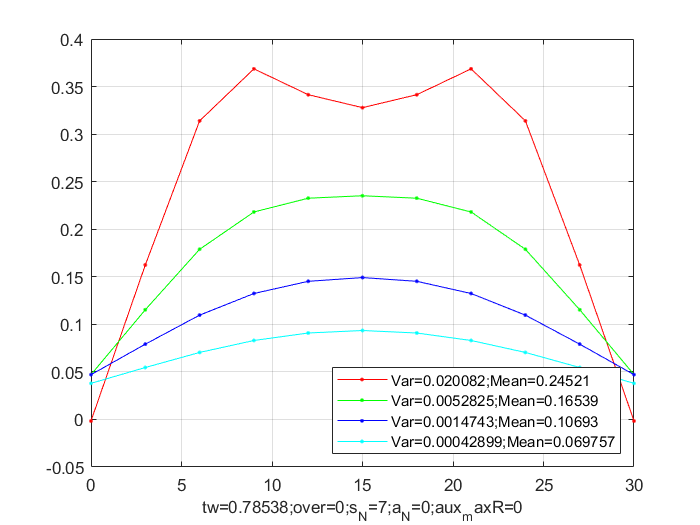 0.4
0.35
0.3
0.25
0.2
0.15
0.1
0.05
0
-0.05
Var=0.020082;Mean=0.24521
Var=0.0052825;Mean=0.16539
Var=0.0014743;Mean=0.10693
Var=0.00042899;Mean=0.069757
0 5 10 15 20 25 30
tw=0.78538;over=0;s_N=7;a_N=0;aux_maxR=0